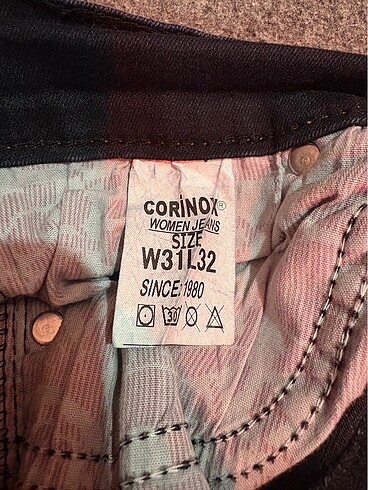 CORINOX®
WOMEN JEANS
SIZE
W31L32
SINCE: 1980
30